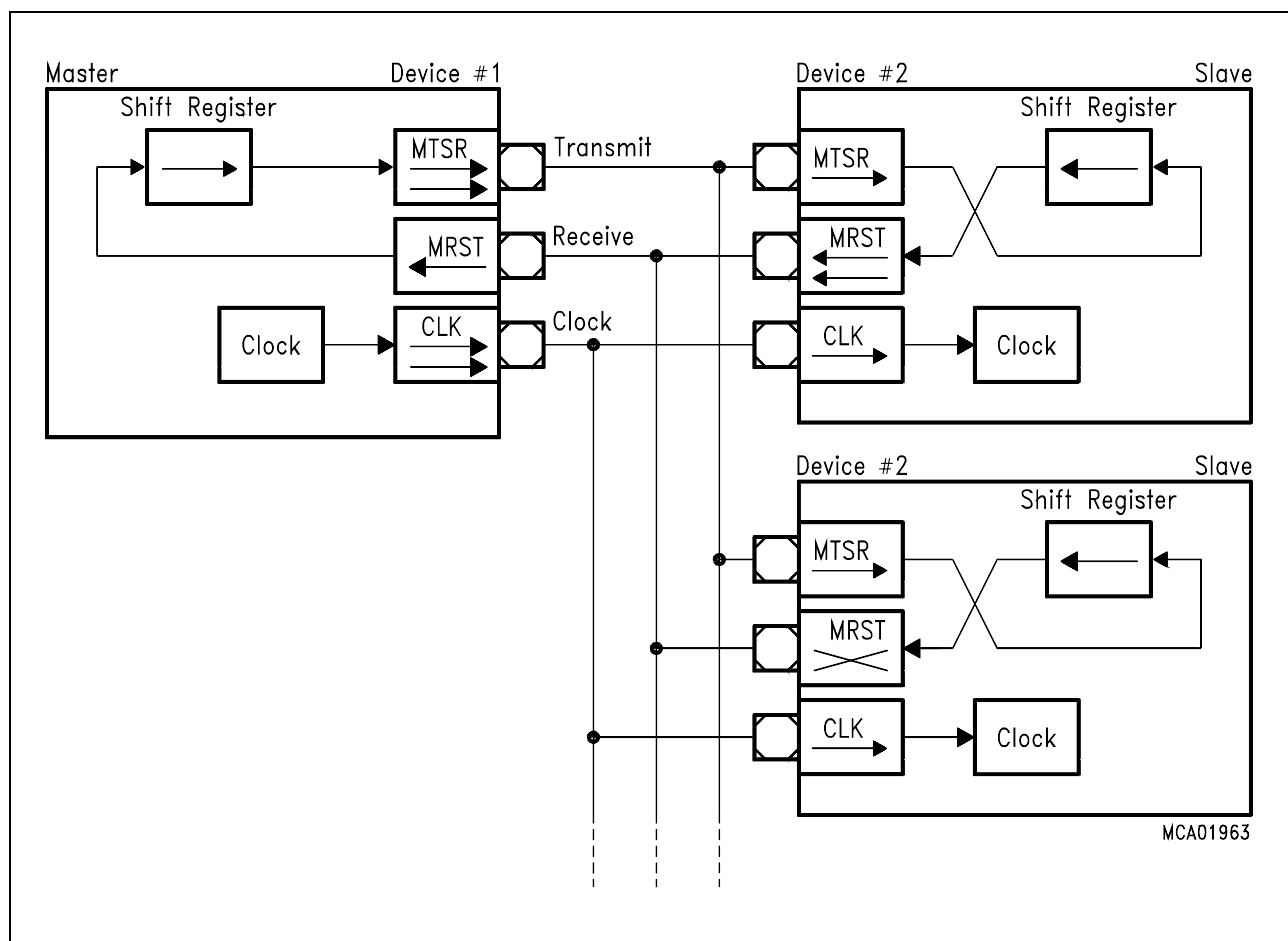 Master Device #1
Shift Register
MTSR
Transmit
MRST
Receive
Clock
CLK
Clock
Device #2 Slave
Shift Register
MTSR
MRST
CLK
Clock
Device #2 Slave
Shift Register
MTSR
MRST
CLK
Clock
MCA01963